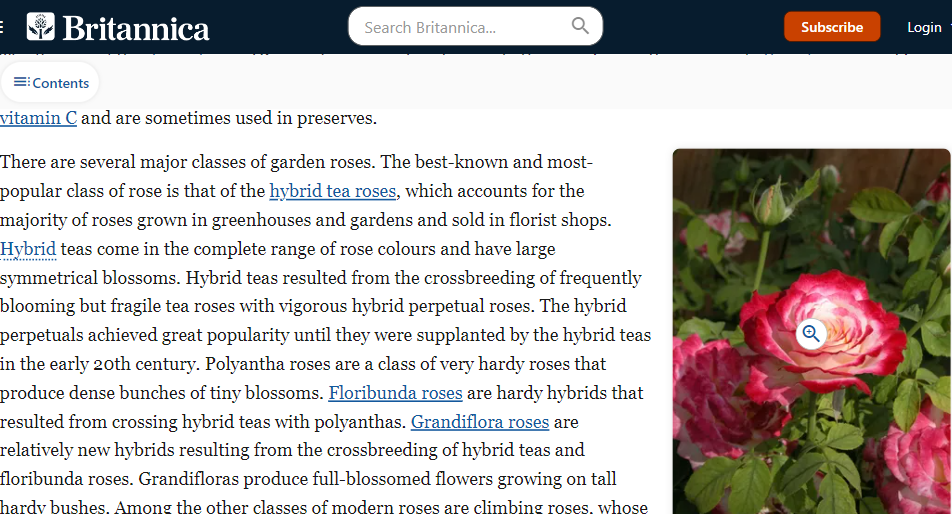 Britannica
Search Britannica...
Subscribe
Login
Contents
vitamin C and are sometimes used in preserves.
There are several major classes of garden roses. The best-known and most-
popular class of rose is that of the hybrid tea roses, which accounts for the
majority of roses grown in greenhouses and gardens and sold in florist shops.
Hybrid teas come in the complete range of rose colours and have large
symmetrical blossoms. Hybrid teas resulted from the crossbreeding of frequently
blooming but fragile tea roses with vigorous hybrid perpetual roses. The hybrid
perpetuals achieved great popularity until they were supplanted by the hybrid teas
in the early 20th century. Polyantha roses are a class of very hardy roses that
produce dense bunches of tiny blossoms. Floribunda roses are hardy hybrids that
resulted from crossing hybrid teas with polyanthas. Grandiflora roses are
relatively new hybrids resulting from the crossbreeding of hybrid teas and
floribunda roses. Grandifloras produce full-blossomed flowers growing on tall
hardy bushes. Among the other classes of modern roses are climbing roses, whose